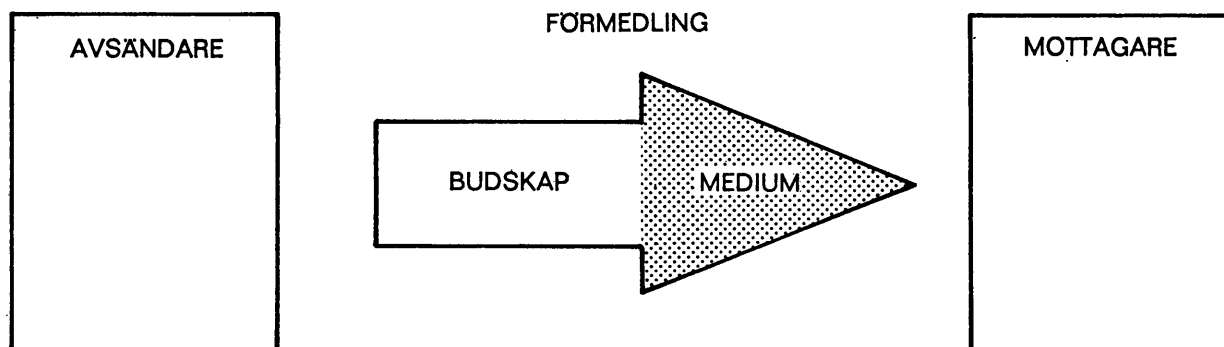 FÖRMEDLING
AVSÄNDARE
MOTTAGARE
BUDSKAP
MEDIUM